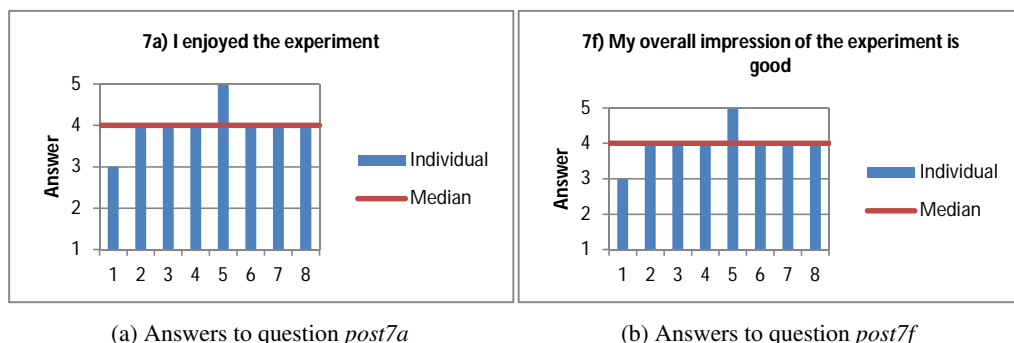 7a) I enjoyed the experiment
5
4
3
2
1
Answer
1 2 3 4 5 6 7 8
Individual
Median
7f) My overall impression of the experiment is
good
5
4
3
2
1
Answer
1 2 3 4 5 6 7 8
Individual
Median
(a) Answers to question post7a
(b) Answers to question post7f